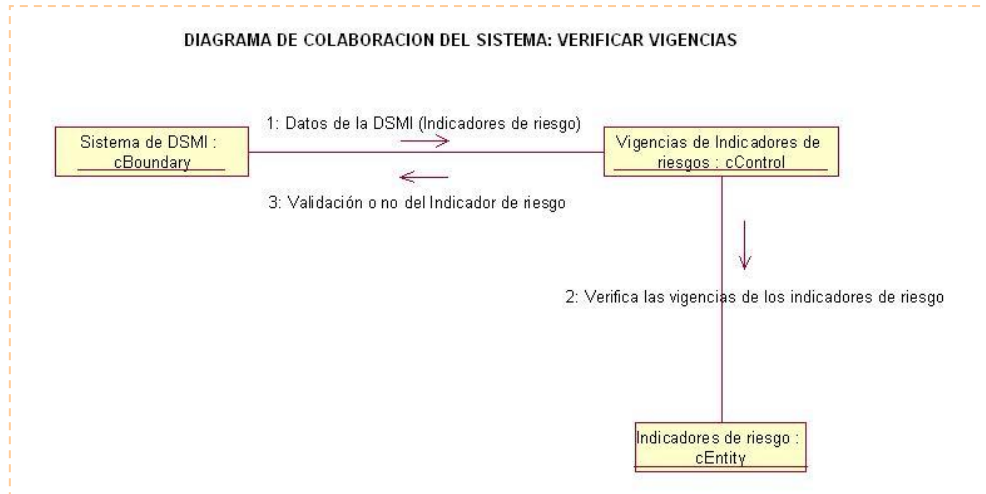 DIAGRAMA DE COLABORACION DEL SISTEMA: VERIFICAR VIGENCIAS
1: Datos de la DSMI (Indicadores de riesgo)
Sistema de DSMI :
cBoundary
Vigencias de Indicadores de
riesgos : cControl
3: Validación o no del Indicador de riesgo
2: Verifica las vigencias de los indicadores de riesgo
Indicadores de riesgo :
cEntity